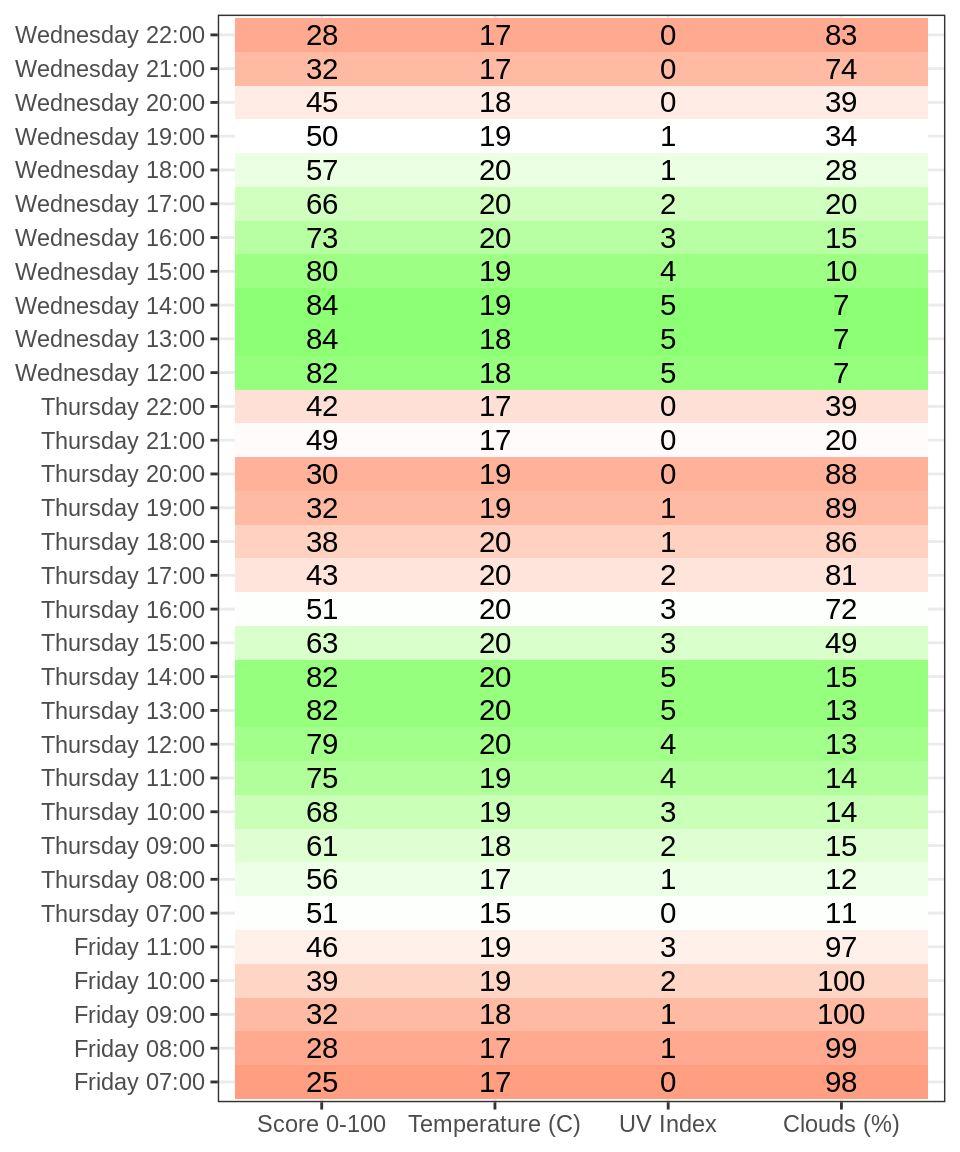 Wednesday 22:00 28 17 0 83
Wednesday 21:00 32 17 0 74
Wednesday 20:00 45 18 0 39
Wednesday 19:00 50 19 1 34
Wednesday 18:00 57 20 1 28
Wednesday 17:00 66 20 2 20
Wednesday 16:00 73 20 3 15
Wednesday 15:00 80 19 4 10
Wednesday 14:00 84 19 5 7
Wednesday 13:00 84 18 5 7
Wednesday 12:00 82 18 5 7
Thursday 22:00 42 17 0 39
Thursday 21:00 49 17 0 20
Thursday 20:00 30 19 0 88
Thursday 19:00 32 19 1 89
Thursday 18:00 38 20 1 86
Thursday 17:00 43 20 2 81
Thursday 16:00 51 20 3 72
Thursday 15:00 63 20 3 49
Thursday 14:00 82 20 5 15
Thursday 13:00 82 20 5 13
Thursday 12:00 79 20 4 13
Thursday 11:00 75 19 4 14
Thursday 10:00 68 19 3 14
Thursday 09:00 61 18 2 15
Thursday 08:00 56 17 1 12
Thursday 07:00 51 15 0 11
Friday 11:00 46 19 3 97
Friday 10:00 39 19 2 100
Friday 09:00 32 18 1 100
Friday 08:00 28 17 1 99
Friday 07:00 25 17 0 98
Score 0-100 Temperature (C) UV Index Clouds (%)